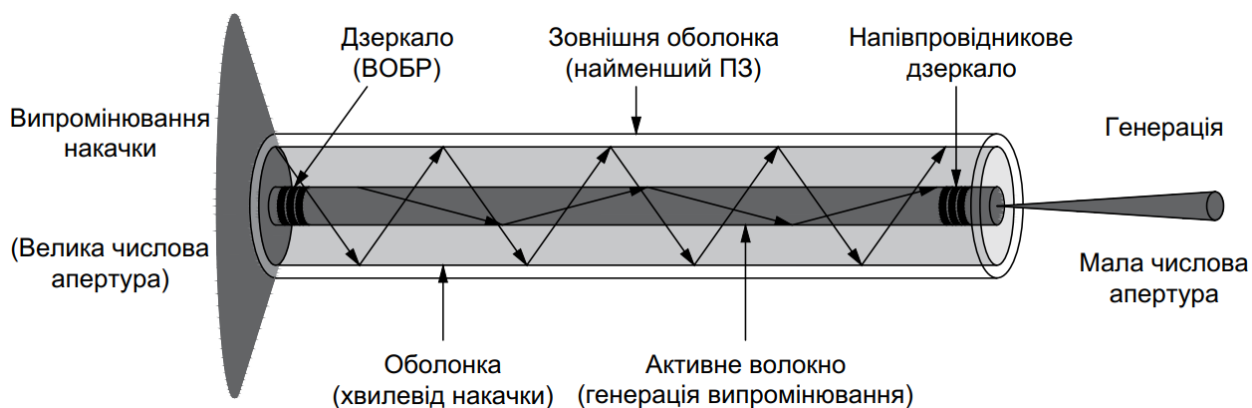 Дзеркало
(ВОБР)
Зовнішня оболонка
(найменший ПЗ)
Напівпровідникове
дзеркало
Випромінювання
накачки
Генерація
(Велика числова
апертура)
Мала числова
апертура
Оболонка
(хвилевід накачки)
Активне волокно
(генерація випромінювання)